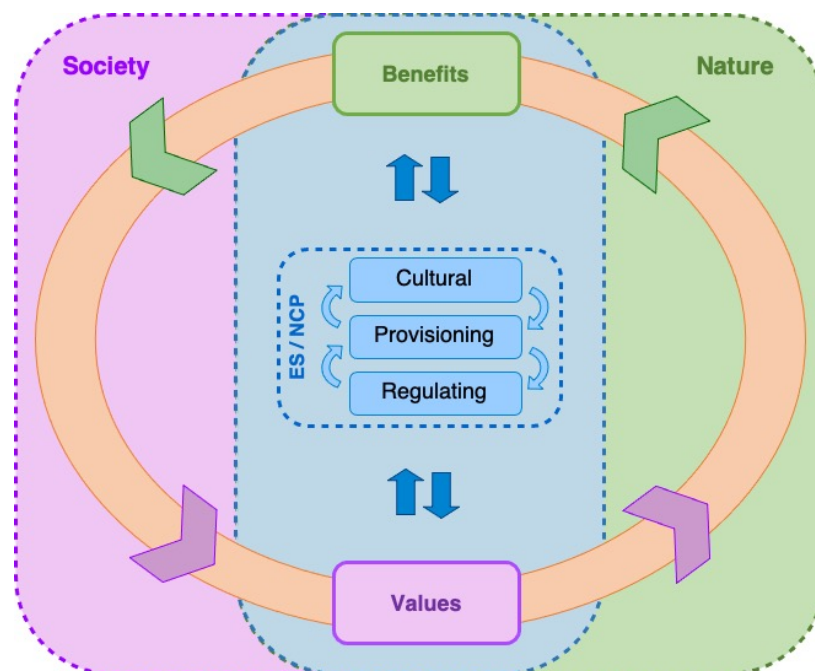 Society
Benefits
Nature
Cultural
ES / NCP
Provisioning
Regulating
Values